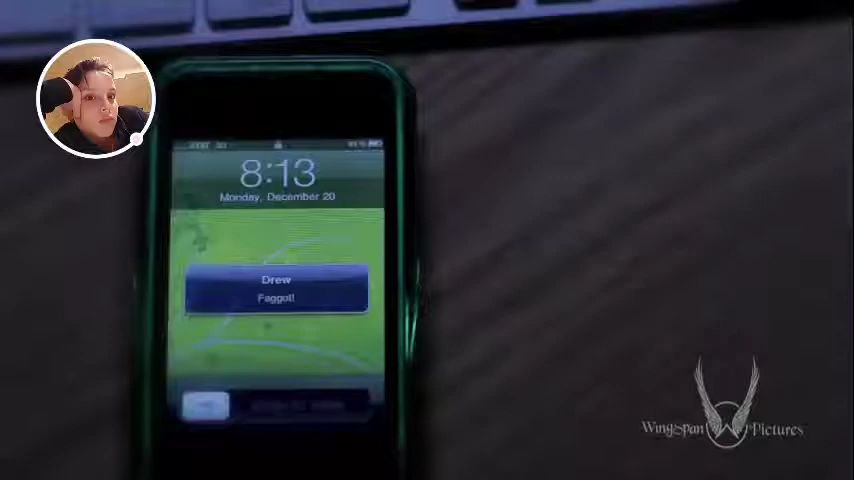 8:13
Monday, December 20
Drew
Faggot!
WingSpan Pictures